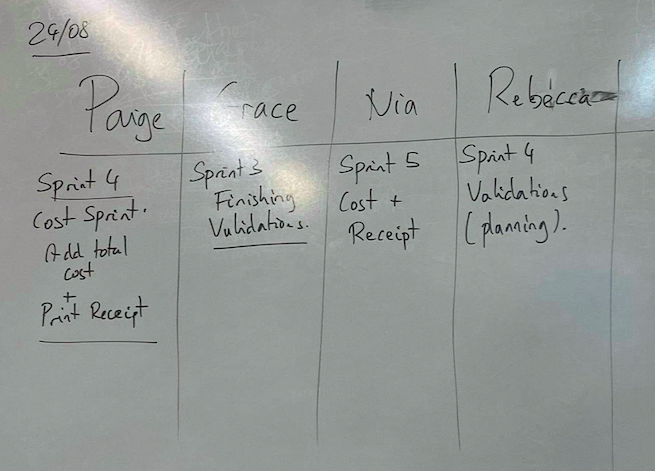 24/08
Paige
Grace
Nia
Rebecca
Sprint 4
Cost Sprint.
Add total
cost
+
Print Receipt
Sprint 3
Finishing
Vulidations.
Sprint 5
Cost +
Receipt
Sprint 4
Validations
(planning).